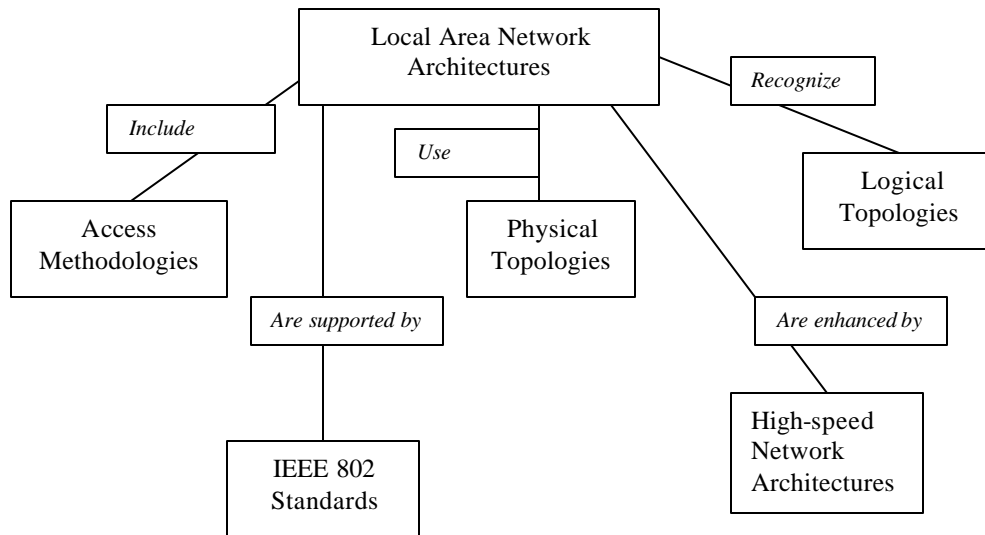 Local Area Network
Architectures
Recognize
Include
Use
Logical
Topologies
Access
Methodologies
Physical
Topologies
Are supported by
Are enhanced by
High-speed
Network
Architectures
IEEE 802
Standards